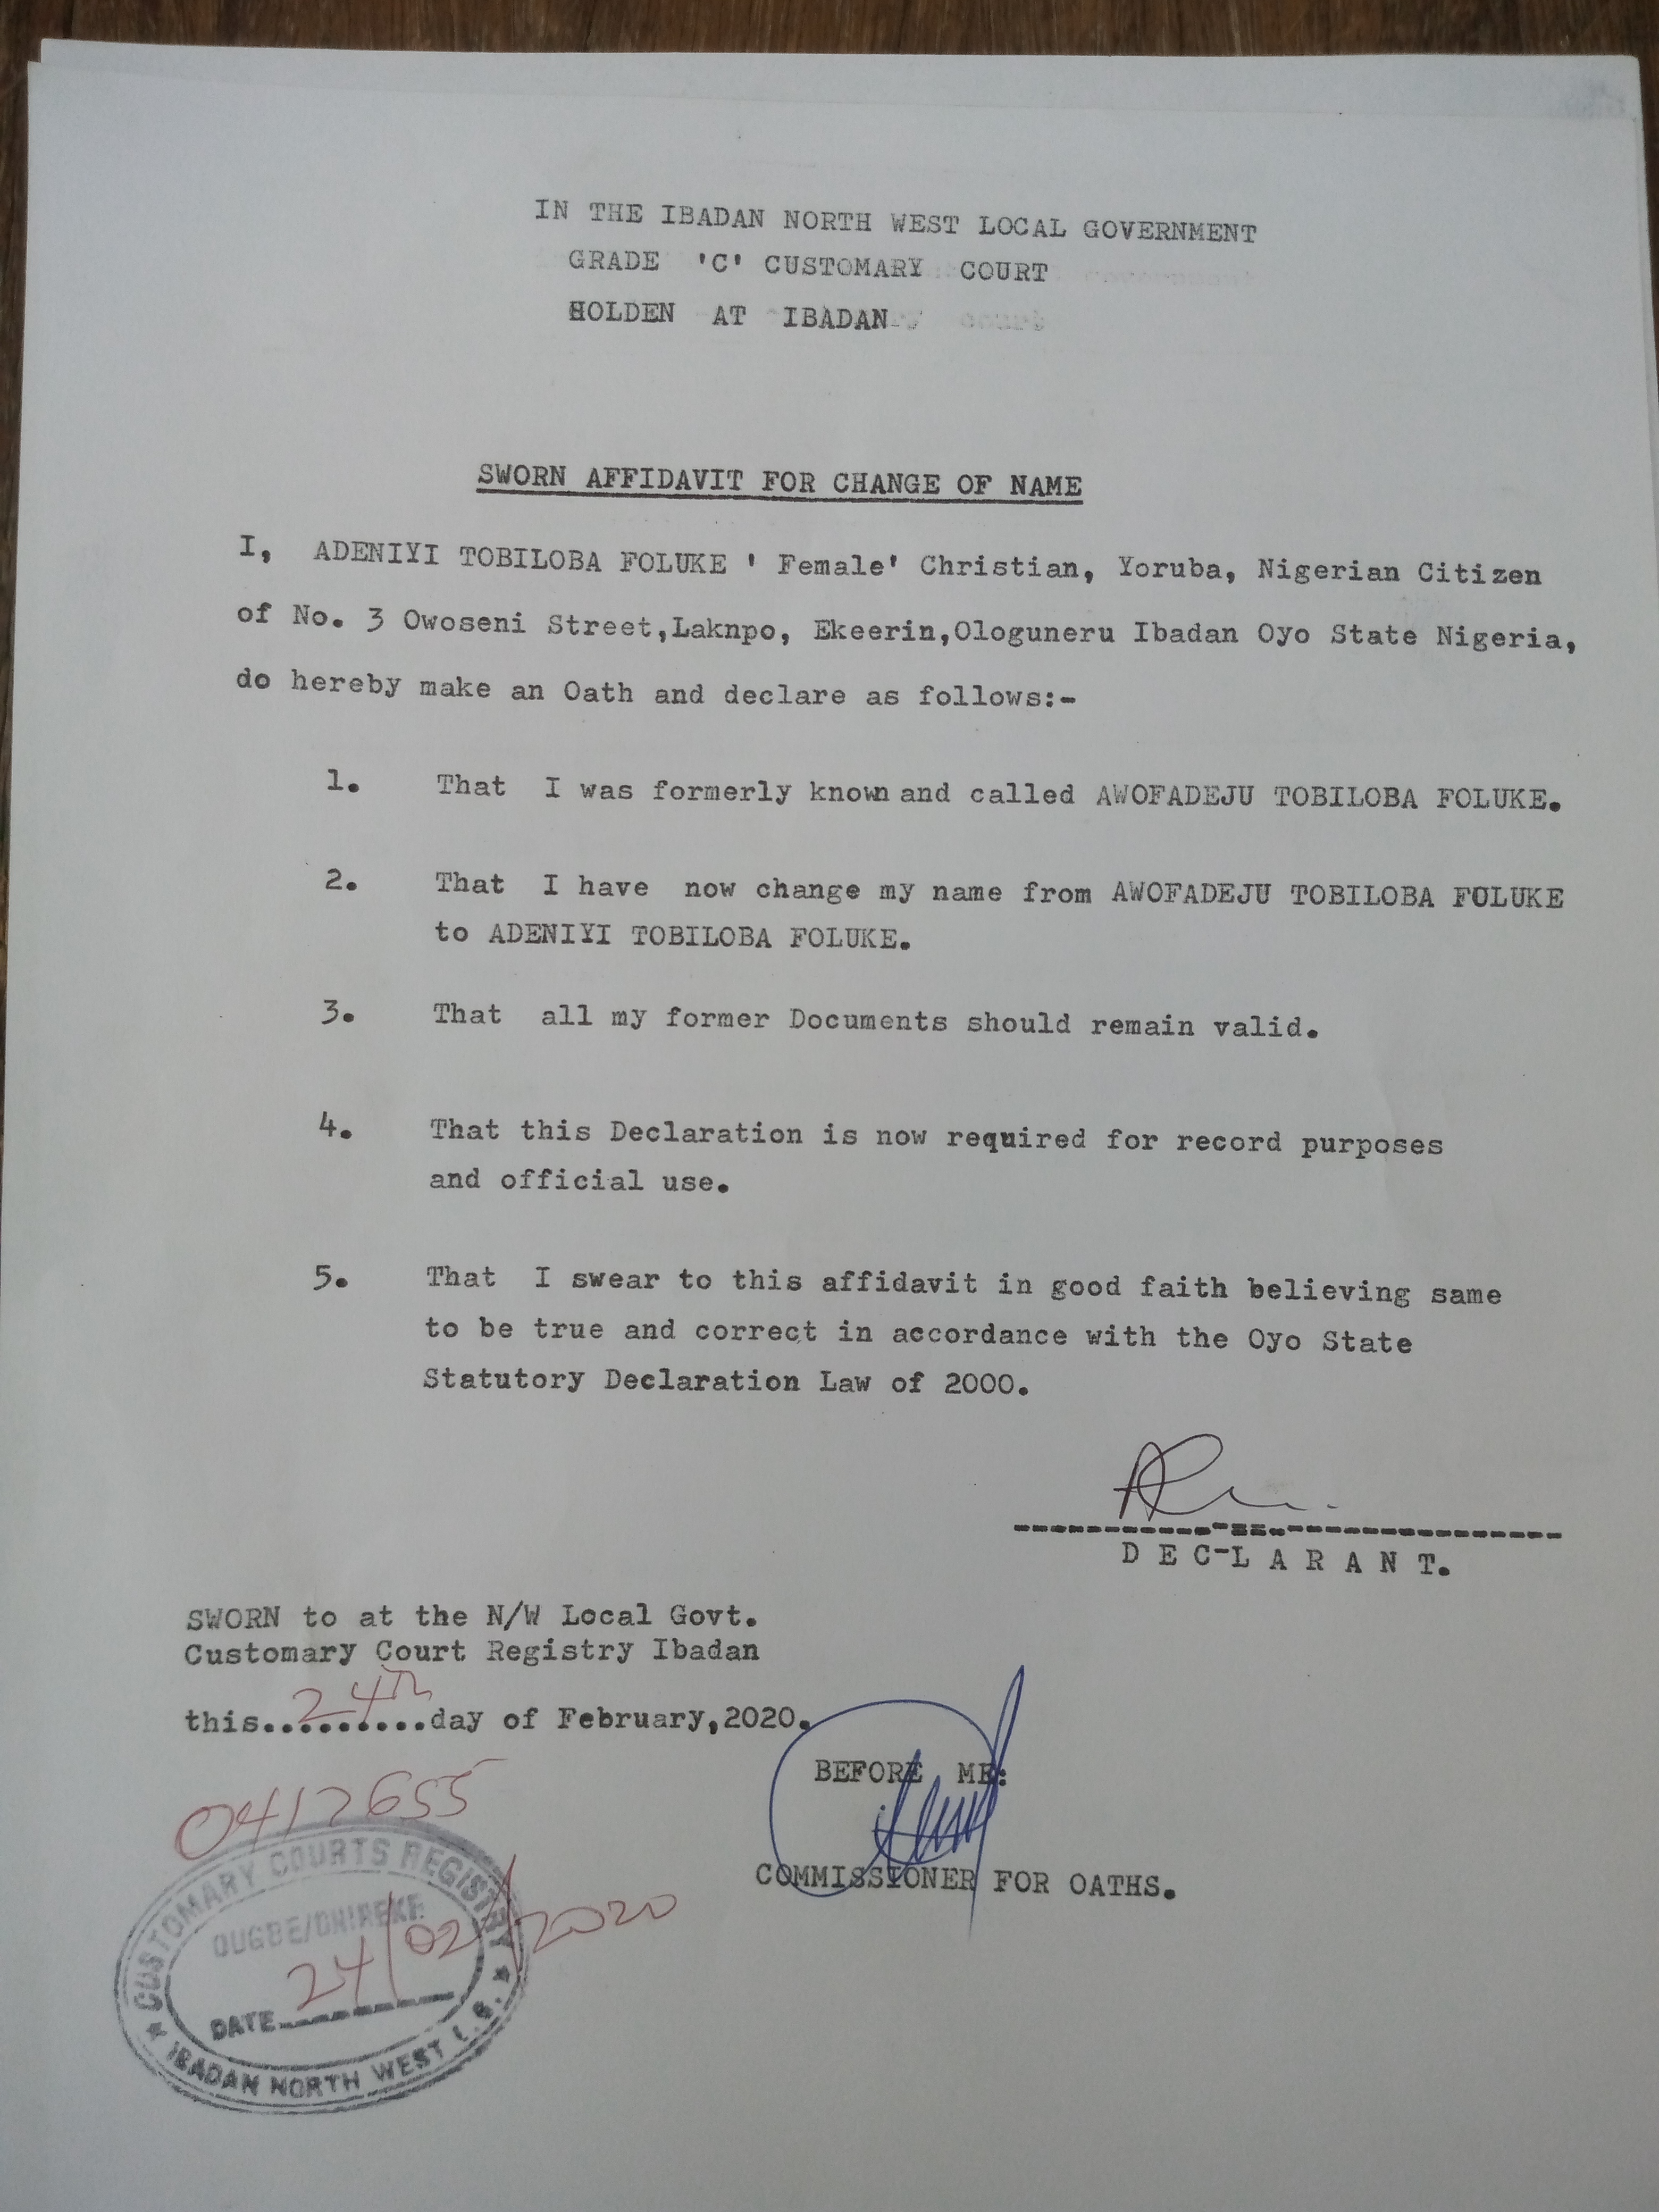 IN THE IBADAN NORTH WEST LOCAL GOVERNMENT
GRADE 'C' CUSTOMARY COURT
HOLDEN AT IBADAN
SWORN AFFIDAVIT FOR CHANGE OF NAME
I, ADENIYI TOBILOBA FOLUKE ' Female' Christian, Yoruba, Nigerian Citizen
of No. 3 Owoseni Street,Laknpo, Ekeerin,Ologuneru Ibadan Oyo State Nigeria,
do hereby make an Oath and declare as follows:-
1. That I was formerly known and called AWOFADEJU TOBILOBA FOLUKE.
2. That I have now change my name from AWOFADEJU TOBILOBA FOLUKE
to ADENIYI TOBILOBA FOLUKE.
3. That all my former Documents should remain valid.
4. That this Declaration is now required for record purposes
and official use.
5. That I swear to this affidavit in good faith believing same
to be true and correct in accordance with the Oyo State
Statutory Declaration Law of 2000.
DEC-LARANT.
SWORN to at the N/W Local Govt.
Customary Court Registry Ibadan
this...24th...day of February,2020.
BEFORE ME:
COMMISSIONER FOR OATHS.
0412655
CUSTOMARY COURTS REGISTRY
DATE 24/02/2020
IBADAN NORTH WEST L.G.